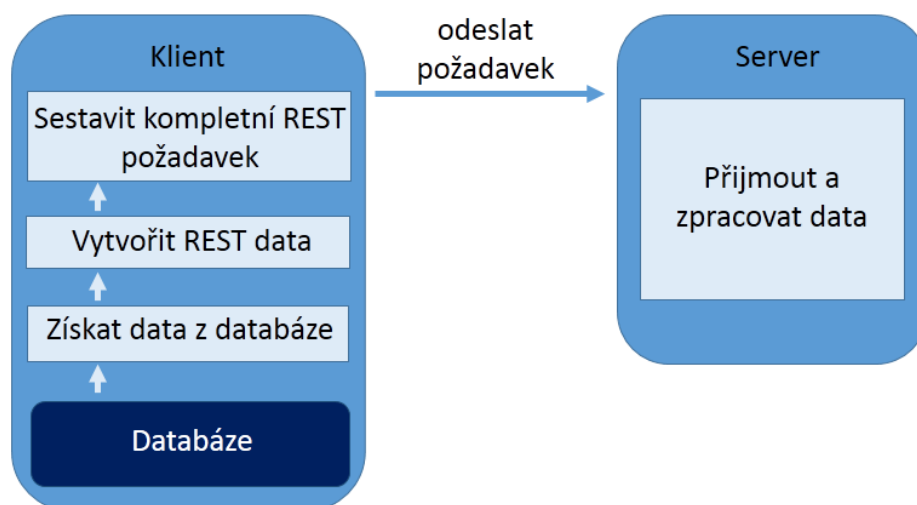 Klient
Sestavit kompletní REST
požadavek
Vytvořit REST data
Získat data z databáze
Databáze
odeslat
požadavek
Server
Přijmout a
zpracovat data